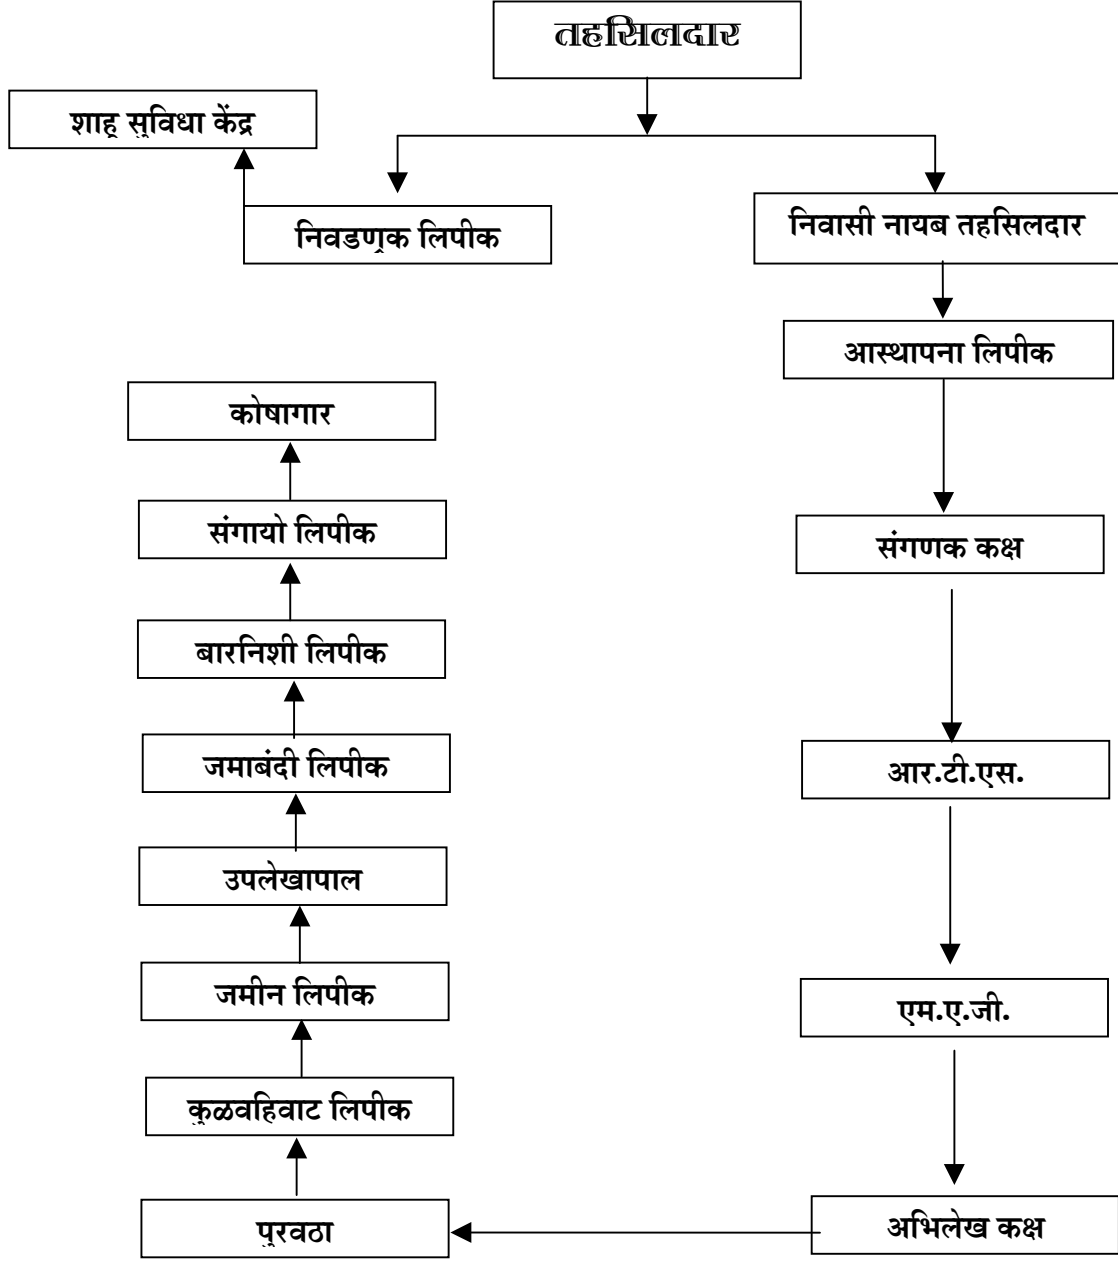 तहसिलदार
शाहू सुविधा केंद्र
निवडणूक लिपीक
निवासी नायब तहसिलदार
आस्थापना लिपीक
कोषागार
संगायो लिपीक
संगणक कक्ष
बारनिशी लिपीक
जमाबंदी लिपीक
आर.टी.एस.
उपलेखापाल
जमीन लिपीक
एम.ए.जी.
कुळवहिवाट लिपीक
पुरवठा
अभिलेख कक्ष